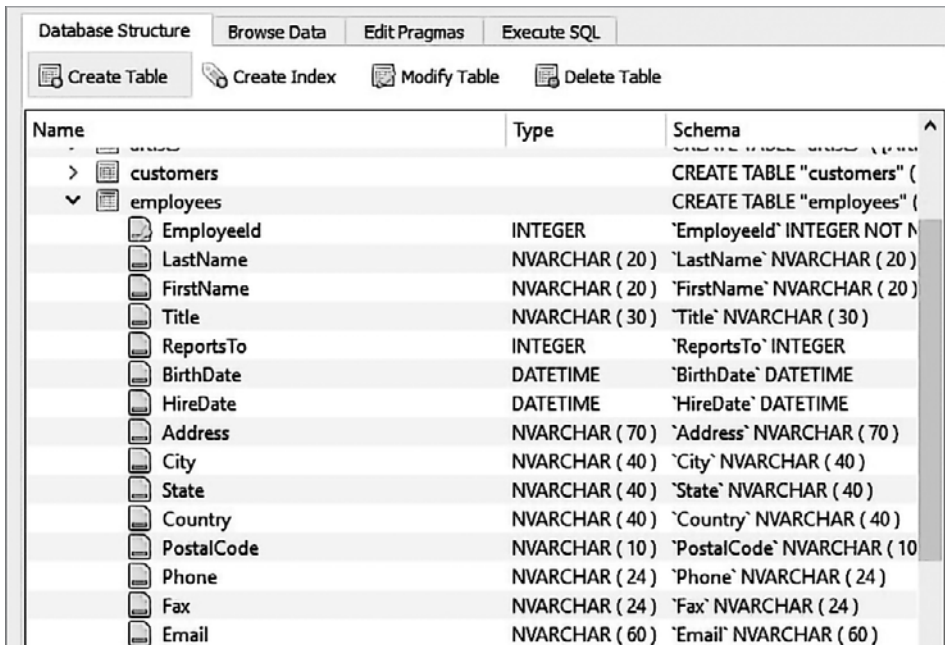 Database Structure Browse Data Edit Pragmas Execute SQL
Create Table Create Index Modify Table Delete Table
Name Type Schema
customers CREATE TABLE "customers" (
employees CREATE TABLE "employees" (
EmployeeId INTEGER `EmployeeId` INTEGER NOT N
LastName NVARCHAR ( 20 ) `LastName` NVARCHAR ( 20 )
FirstName NVARCHAR ( 20 ) `FirstName` NVARCHAR ( 20 )
Title NVARCHAR ( 30 ) `Title` NVARCHAR ( 30 )
ReportsTo INTEGER `ReportsTo` INTEGER
BirthDate DATETIME `BirthDate` DATETIME
HireDate DATETIME `HireDate` DATETIME
Address NVARCHAR ( 70 ) `Address` NVARCHAR ( 70 )
City NVARCHAR ( 40 ) `City` NVARCHAR ( 40 )
State NVARCHAR ( 40 ) `State` NVARCHAR ( 40 )
Country NVARCHAR ( 40 ) `Country` NVARCHAR ( 40 )
PostalCode NVARCHAR ( 10 ) `PostalCode` NVARCHAR ( 10
Phone NVARCHAR ( 24 ) `Phone` NVARCHAR ( 24 )
Fax NVARCHAR ( 24 ) `Fax` NVARCHAR ( 24 )
Email NVARCHAR ( 60 ) `Email` NVARCHAR ( 60 )